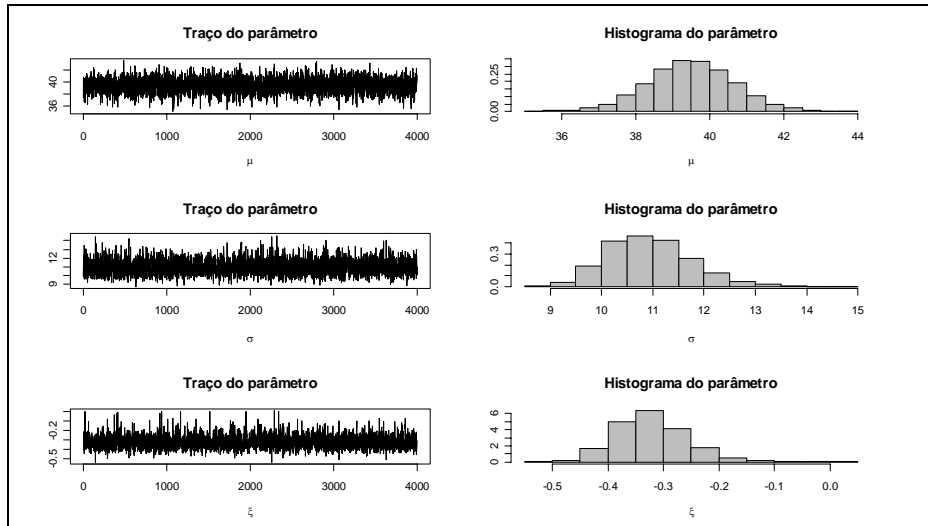 Traço do parâmetro
36 40
0 1000 2000 3000 4000
μ
Histograma do parâmetro
0.00 0.25
36 38 40 42 44
μ
Traço do parâmetro
9 12
0 1000 2000 3000 4000
σ
Histograma do parâmetro
0.0 0.3
9 10 11 12 13 14 15
σ
Traço do parâmetro
-0.5 -0.2
0 1000 2000 3000 4000
ξ
Histograma do parâmetro
0 2 4 6
-0.5 -0.4 -0.3 -0.2 -0.1 0.0
ξ